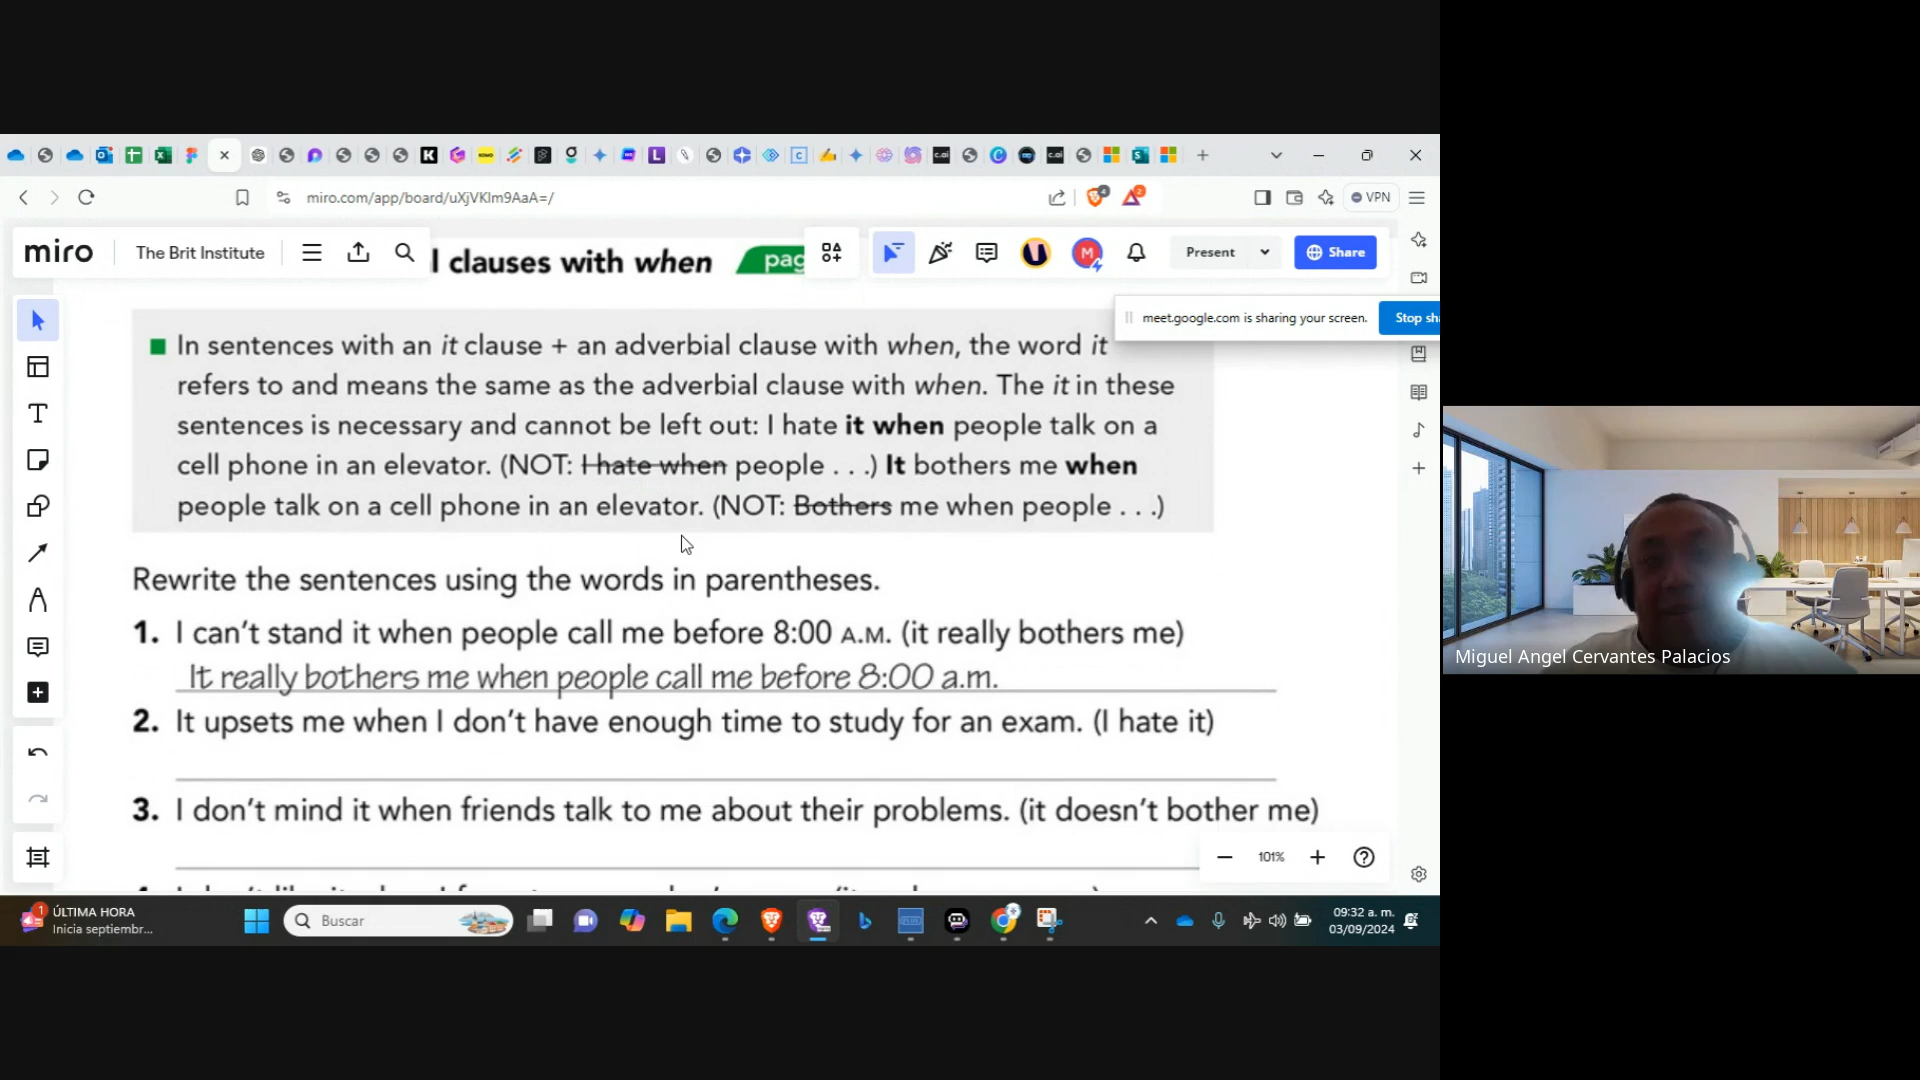 miro.com/app/board/uXjVKlm9AaA=/
VPN
miro
The Brit Institute
l clauses with when
pag
Present
Share
meet.google.com is sharing your screen.
Stop sh
In sentences with an it clause + an adverbial clause with when, the word it
refers to and means the same as the adverbial clause with when. The it in these
sentences is necessary and cannot be left out: I hate it when people talk on a
cell phone in an elevator. (NOT: I hate when people . . .) It bothers me when
people talk on a cell phone in an elevator. (NOT: Bothers me when people . . .)
Rewrite the sentences using the words in parentheses.
1. I can't stand it when people call me before 8:00 A.M. (it really bothers me)
It really bothers me when people call me before 8:00 a.m.
2. It upsets me when I don't have enough time to study for an exam. (I hate it)
3. I don't mind it when friends talk to me about their problems. (it doesn't bother me)
101%
Miguel Angel Cervantes Palacios
ÚLTIMA HORA
Inicia septiembr...
Buscar
09:32 a. m.
03/09/2024